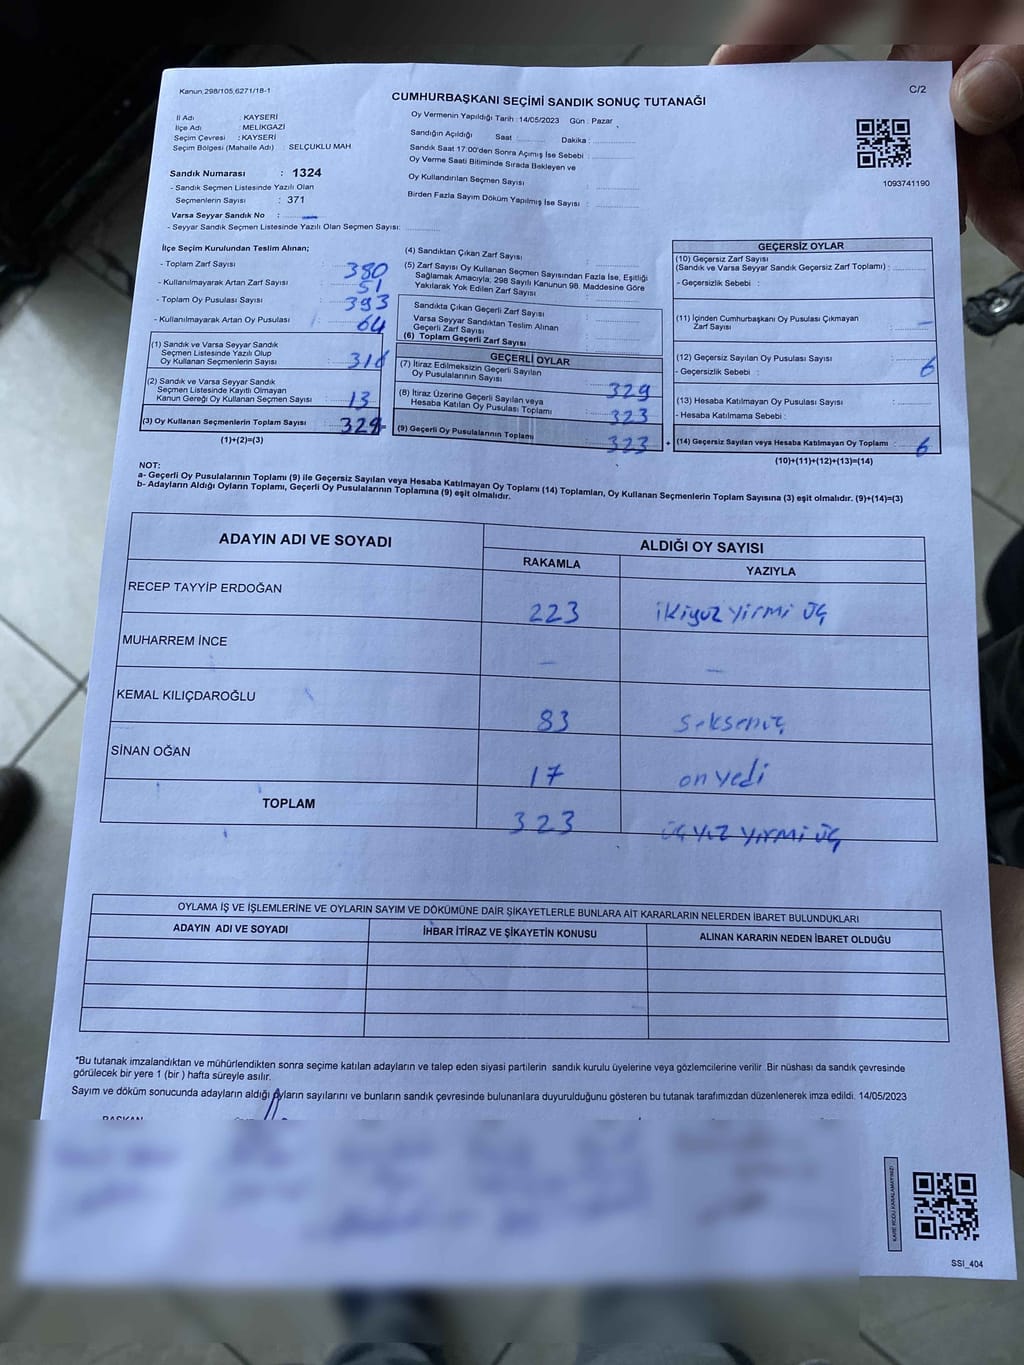 Kanun 298/105,6271/18-1
CUMHURBAŞKANI SEÇİMİ SANDIK SONUÇ TUTANAĞI
C/2
İl Adı : KAYSERİ
İlçe Adı : MELİKGAZİ
Seçim Çevresi : KAYSERİ
Seçim Bölgesi (Mahalle Adı) : SELÇUKLU MAH
Sandık Numarası : 1324
- Sandık Seçmen Listesinde Yazılı Olan
Seçmenlerin Sayısı : 371
Varsa Seyyar Sandık No : —
- Seyyar Sandık Seçmen Listesinde Yazılı Olan Seçmen Sayısı:
Oy Vermenin Yapıldığı Tarih :14/05/2023 Gün : Pazar
Sandığın Açıldığı Saat : Dakika :
Sandık Saat 17:00'den Sonra Açımış İse Sebebi :
Oy Verme Saati Bitiminde Sırada Bekleyen ve
Oy Kullandırılan Seçmen Sayısı :
Birden Fazla Sayım Döküm Yapılmış İse Sayısı :
1093741190
İlçe Seçim Kurulundan Teslim Alınan;
- Toplam Zarf Sayısı : 380
- Kullanılmayarak Artan Zarf Sayısı : 51
- Toplam Oy Pusulası Sayısı : 393
- Kullanılmayarak Artan Oy Pusulası : 64
(1) Sandık ve Varsa Seyyar Sandık
Seçmen Listesinde Yazılı Olup
Oy Kullanan Seçmenlerin Sayısı : 316
(2) Sandık ve Varsa Seyyar Sandık
Seçmen Listesinde Kayıtlı Olmayan
Kanun Gereği Oy Kullanan Seçmen Sayısı : 13
(3) Oy Kullanan Seçmenlerin Toplam Sayısı : 329
(1)+(2)=(3)
(4) Sandıktan Çıkan Zarf Sayısı :
(5) Zarf Sayısı Oy Kullanan Seçmen Sayısından Fazla İse, Eşitliği
Sağlamak Amacıyla; 298 Sayılı Kanunun 98. Maddesine Göre
Yakılarak Yok Edilen Zarf Sayısı :
Sandıkta Çıkan Geçerli Zarf Sayısı :
Varsa Seyyar Sandıktan Teslim Alınan
Geçerli Zarf Sayısı :
(6) Toplam Geçerli Zarf Sayısı :
GEÇERLİ OYLAR
(7) İtiraz Edilmeksizin Geçerli Sayılan
Oy Pusulalarının Sayısı : 329
(8) İtiraz Üzerine Geçerli Sayılan veya
Hesaba Katılan Oy Pusulası Toplamı : 323
(9) Geçerli Oy Pusulalarının Toplamı : 323 +
GEÇERSİZ OYLAR
(10) Geçersiz Zarf Sayısı
(Sandık ve Varsa Seyyar Sandık Geçersiz Zarf Toplamı) :
- Geçersizlik Sebebi :
(11) İçinden Cumhurbaşkanı Oy Pusulası Çıkmayan
Zarf Sayısı : —
(12) Geçersiz Sayılan Oy Pusulası Sayısı : 6
- Geçersizlik Sebebi :
(13) Hesaba Katılmayan Oy Pusulası Sayısı :
- Hesaba Katılmama Sebebi :
(14) Geçersiz Sayılan veya Hesaba Katılmayan Oy Toplamı : 6
(10)+(11)+(12)+(13)=(14)
NOT:
a- Geçerli Oy Pusulalarının Toplamı (9) ile Geçersiz Sayılan veya Hesaba Katılmayan Oy Toplamı (14) Toplamları, Oy Kullanan Seçmenlerin Toplam Sayısına (3) eşit olmalıdır. (9)+(14)=(3)
b- Adayların Aldığı Oyların Toplamı, Geçerli Oy Pusulalarının Toplamına (9) eşit olmalıdır.
ADAYIN ADI VE SOYADI
ALDIĞI OY SAYISI
RAKAMLA YAZIYLA
RECEP TAYYİP ERDOĞAN 223 ikiyüz yirmi üç
MUHARREM İNCE — —
KEMAL KILIÇDAROĞLU 83 seksenüç
SİNAN OĞAN 17 on yedi
TOPLAM 323 üç yüz yirmi üç
OYLAMA İŞ VE İŞLEMLERİNE VE OYLARIN SAYIM VE DÖKÜMÜNE DAİR ŞİKAYETLERLE BUNLARA AİT KARARLARIN NELERDEN İBARET BULUNDUKLARI
ADAYIN ADI VE SOYADI İHBAR İTİRAZ VE ŞİKAYETİN KONUSU ALINAN KARARIN NEDEN İBARET OLDUĞU
*Bu tutanak imzalandıktan ve mühürlendikten sonra seçime katılan adayların ve talep eden siyasi partilerin sandık kurulu üyelerine veya gözlemcilerine verilir. Bir nüshası da sandık çevresinde
görülecek bir yere 1 (bir ) hafta süreyle asılır.
Sayım ve döküm sonucunda adayların aldığı oyların sayılarını ve bunların sandık çevresinde bulunanlara duyurulduğunu gösteren bu tutanak tarafımızdan düzenlenerek imza edildi. 14/05/2023
BAŞKAN
KARE KODU KARALAMAYINIZ!
SSI_404